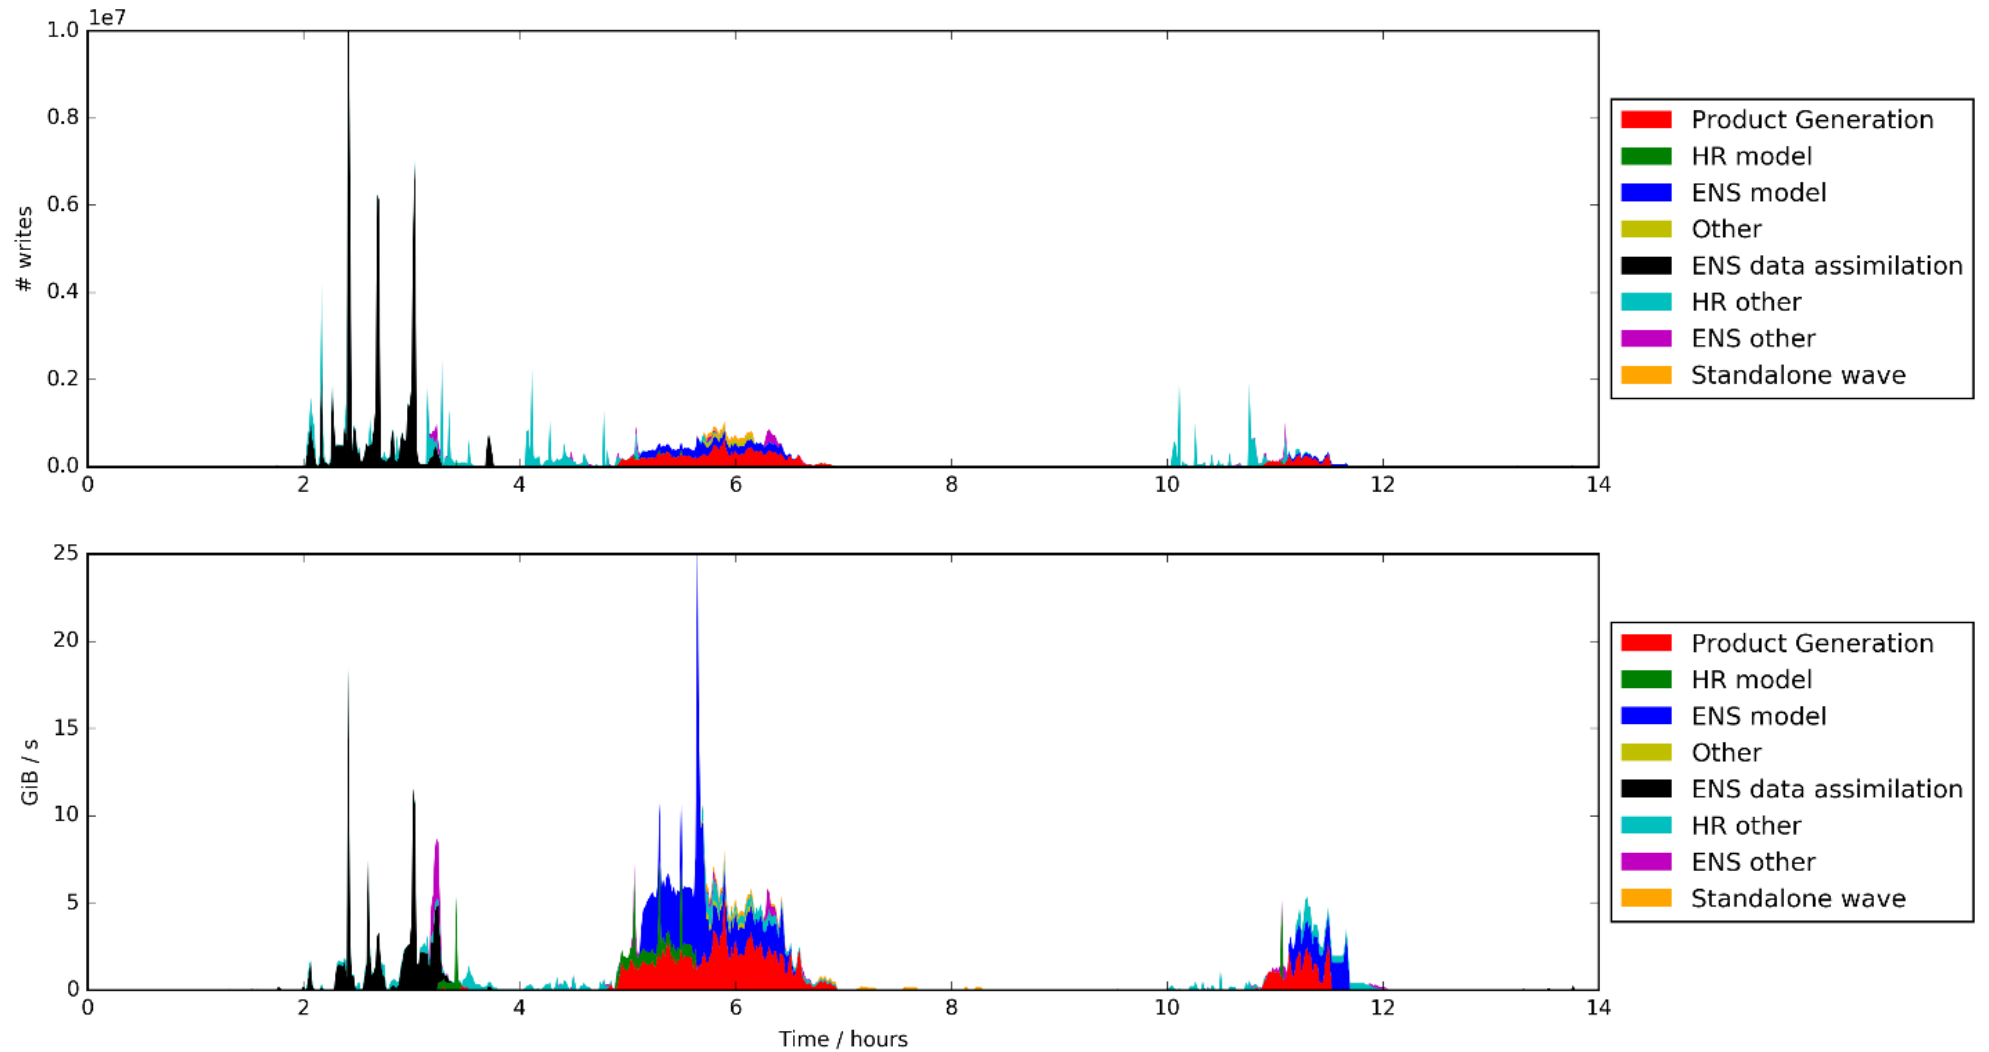 1e7
1.0
0.8
0.6
0.4
0.2
0.0
# writes
0 2 4 6 8 10 12 14
Product Generation
HR model
ENS model
Other
ENS data assimilation
HR other
ENS other
Standalone wave
25
20
15
10
5
0
GiB / s
0 2 4 6 8 10 12 14
Time / hours
Product Generation
HR model
ENS model
Other
ENS data assimilation
HR other
ENS other
Standalone wave